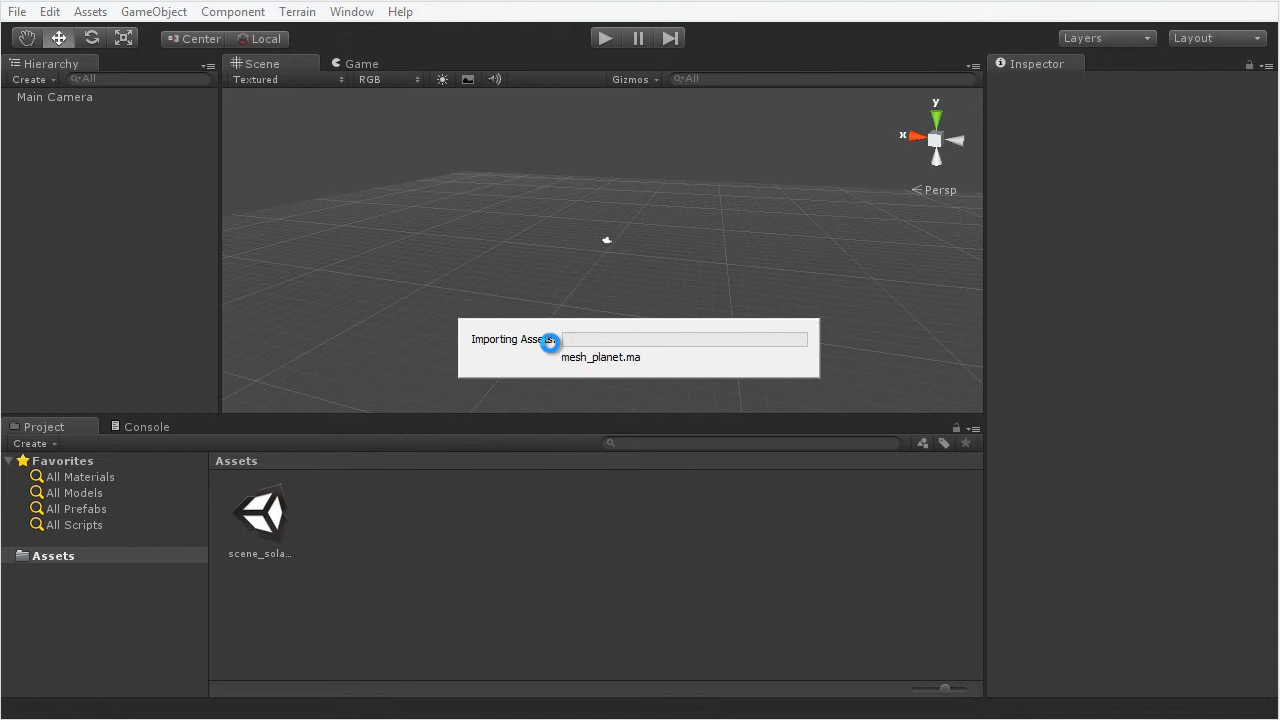 File Edit Assets GameObject Component Terrain Window Help
Center Local Layers Layout
Hierarchy Scene Game Inspector
Create All Textured RGB Gizmos All
Main Camera
y
x
Persp
Importing Assets:
mesh_planet.ma
Project Console
Create
Favorites Assets
All Materials
All Models
All Prefabs
All Scripts
Assets scene_sola...